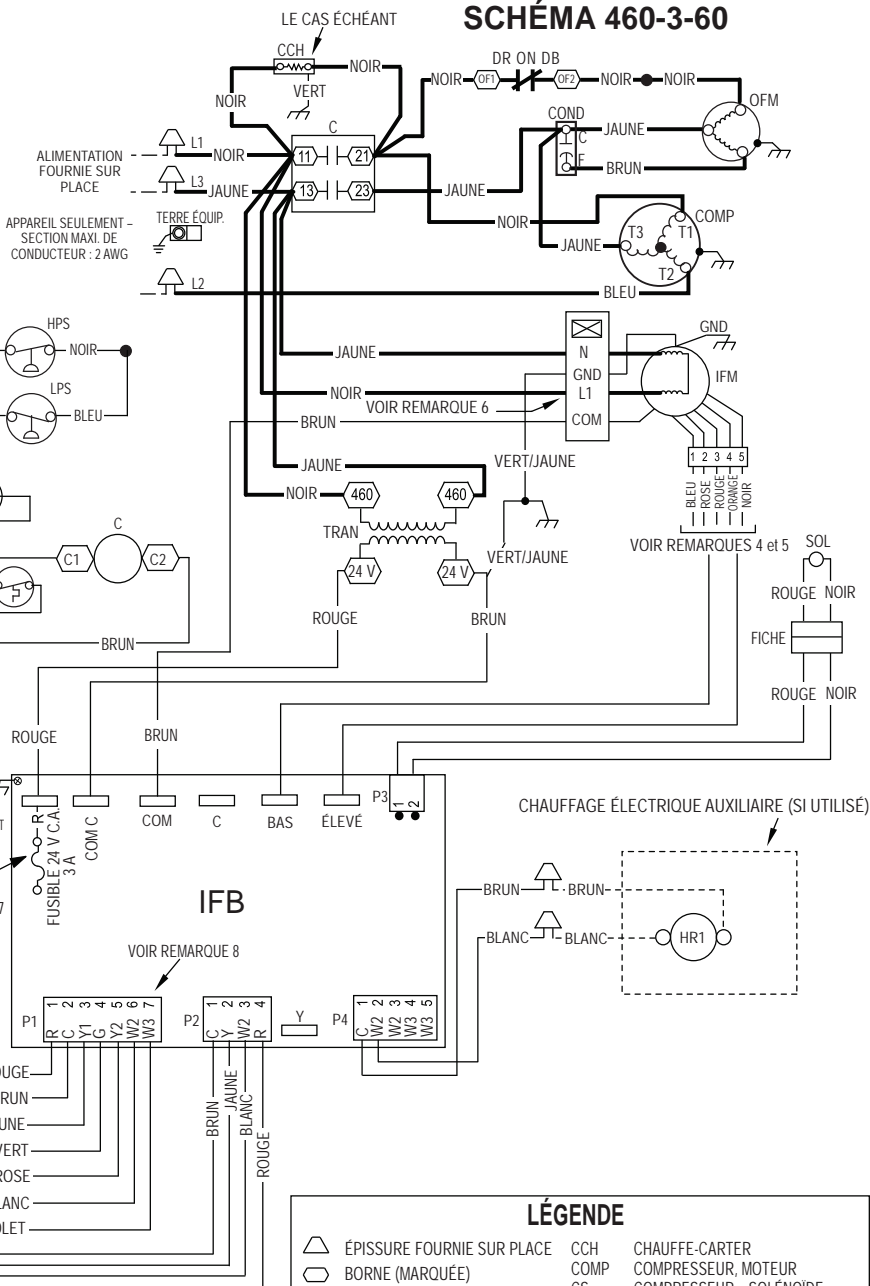 SCHÉMA 460-3-60
LE CAS ÉCHÉANT
CCH
DR ON DB
NOIR
NOIR
OF1
OF2
NOIR
NOIR
VERT
NOIR
OFM
COND
C
JAUNE
L1
NOIR
11
21
C
ALIMENTATION
FOURNIE SUR
PLACE
F
BRUN
L3
JAUNE
13
23
JAUNE
APPAREIL SEULEMENT –
SECTION MAXI. DE
CONDUCTEUR : 2 AWG
TERRE ÉQUIP.
NOIR
COMP
T3
T1
JAUNE
T2
L2
BLEU
HPS
NOIR
GND
JAUNE
N
GND
IFM
LPS
NOIR
L1
BLEU
VOIR REMARQUE 6
BRUN
COM
JAUNE
VERT/JAUNE
1 2 3 4 5
NOIR
460
460
BLEU
ROSE
ROUGE
ORANGE
NOIR
C
TRAN
VOIR REMARQUES 4 et 5
SOL
C1
C2
24 V
24 V
VERT/JAUNE
ROUGE
NOIR
ROUGE
BRUN
FICHE
BRUN
ROUGE
NOIR
ROUGE
BRUN
P3
1
2
CHAUFFAGE ÉLECTRIQUE AUXILIAIRE (SI UTILISÉ)
R
COM C
COM
C
BAS
ÉLEVÉ
FUSIBLE 24 V C.A.
3 A
IFB
BRUN
BRUN
VOIR REMARQUE 8
BLANC
BLANC
HR1
P1
1 2 3 4 5 6 7
R C Y1 G Y2 W2 W3
P2
1 2 3 4
C Y W2 R
Y
P4
1 2 3 4 5
C W2 W2 W3 W3
OUGE
RUN
UNE
VERT
ROSE
LANC
OLET
BRUN
JAUNE
BLANC
ROUGE
LÉGENDE
ÉPISSURE FOURNIE SUR PLACE
CCH CHAUFFE-CARTER
BORNE (MARQUÉE)
COMP COMPRESSEUR, MOTEUR